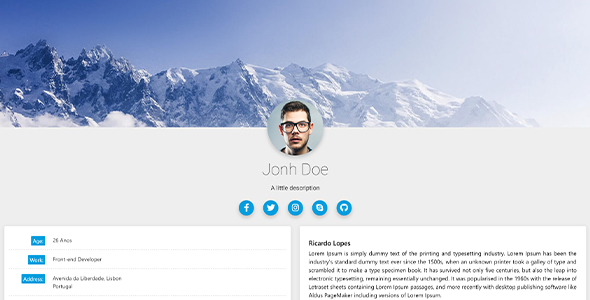 Jonh Doe
A little description
Age
26 Anos
Work
Front-end Developer
Address
Avenida da Liberdade, Lisbon
Portugal
Ricardo Lopes
Lorem Ipsum is simply dummy text of the printing and typesetting industry. Lorem Ipsum has been the
industry's standard dummy text ever since the 1500s, when an unknown printer took a galley of type and
scrambled it to make a type specimen book. It has survived not only five centuries, but also the leap into
electronic typesetting, remaining essentially unchanged. It was popularised in the 1960s with the release of
Letraset sheets containing Lorem Ipsum passages, and more recently with desktop publishing software like
Aldus PageMaker including versions of Lorem Ipsum.